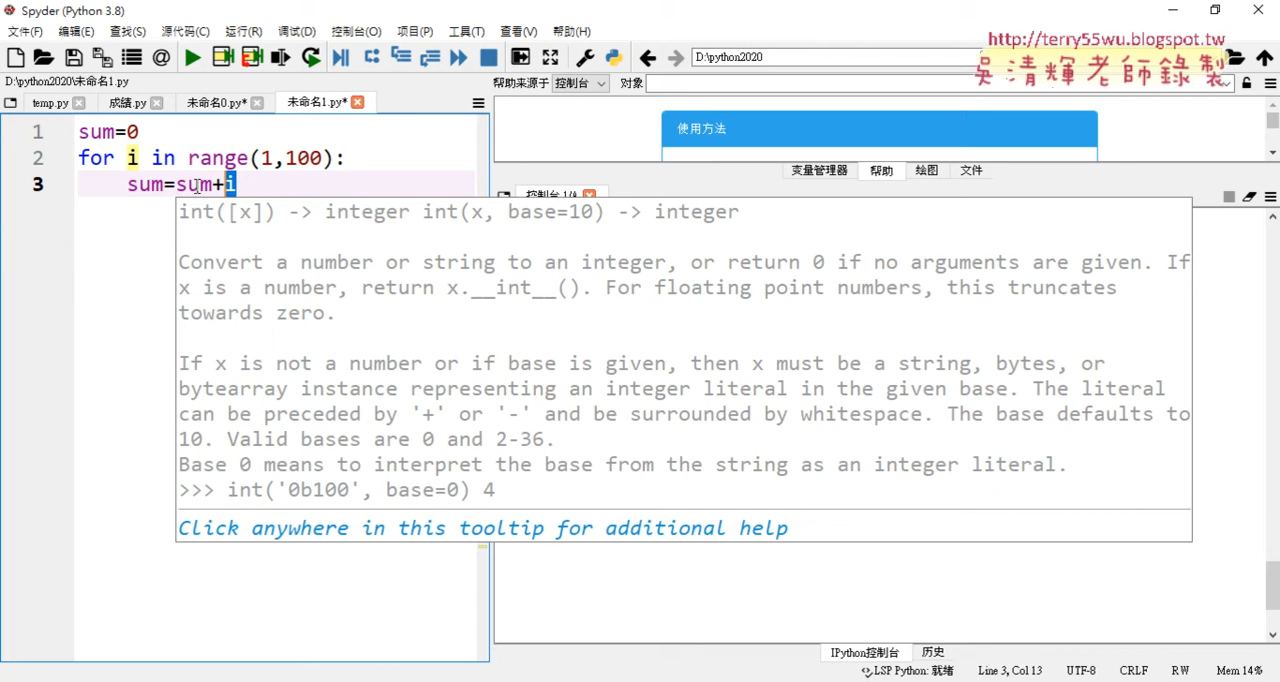 Spyder (Python 3.8)
文件(F) 编辑(E) 查找(S) 源代码(C) 运行(R) 调试(D) 控制台(O) 项目(P) 工具(T) 查看(V) 帮助(H)
http://terry55wu.blogspot.tw
吳清輝老師錄製
D:\python2020
D:\python2020\未命名1.py
帮助来源于 控制台 对象
temp.py 成绩.py 未命名0.py* 未命名1.py*
1 sum=0
2 for i in range(1,100):
3 sum=sum+i
使用方法
变量管理器 帮助 绘图 文件
控制台 1/A
int([x]) -> integer int(x, base=10) -> integer
Convert a number or string to an integer, or return 0 if no arguments are given. If
x is a number, return x.__int__(). For floating point numbers, this truncates
towards zero.
If x is not a number or if base is given, then x must be a string, bytes, or
bytearray instance representing an integer literal in the given base. The literal
can be preceded by '+' or '-' and be surrounded by whitespace. The base defaults to
10. Valid bases are 0 and 2-36.
Base 0 means to interpret the base from the string as an integer literal.
>>> int('0b100', base=0) 4
Click anywhere in this tooltip for additional help
IPython控制台 历史
LSP Python: 就绪 Line 3, Col 13 UTF-8 CRLF RW Mem 14%